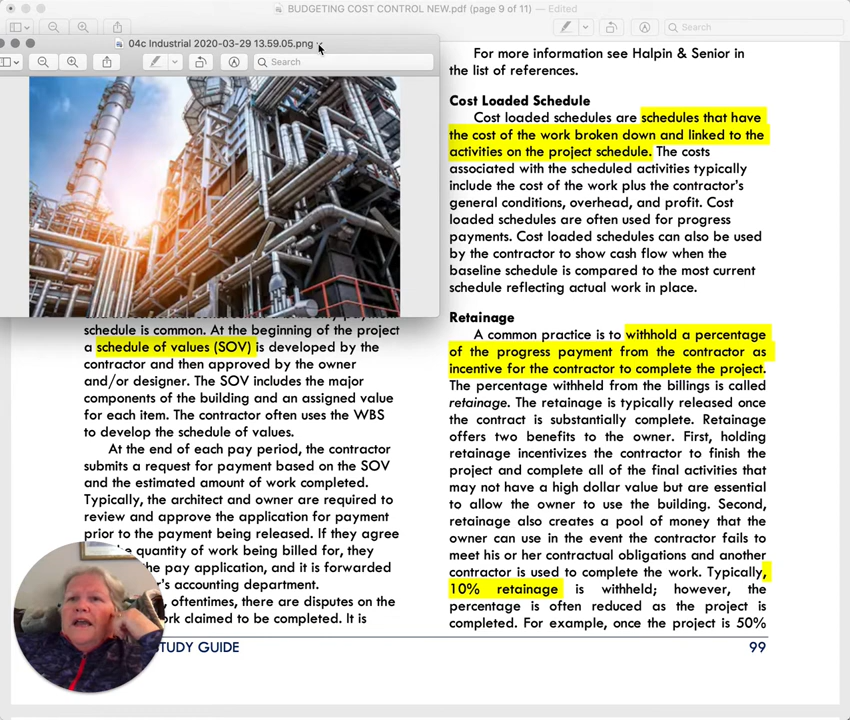 BUDGETING COST CONTROL NEW.pdf (page 9 of 11) — Edited
Search
04c Industrial 2020-03-29 13.59.05.png
Search
schedule is common. At the beginning of the project
a schedule of values (SOV) is developed by the
contractor and then approved by the owner
and/or designer. The SOV includes the major
components of the building and an assigned value
for each item. The contractor often uses the WBS
to develop the schedule of values.
At the end of each pay period, the contractor
submits a request for payment based on the SOV
and the estimated amount of work completed.
Typically, the architect and owner are required to
review and approve the application for payment
prior to the payment being released. If they agree
quantity of work being billed for, they
the pay application, and it is forwarded
accounting department.
oftentimes, there are disputes on the
claimed to be completed. It is
For more information see Halpin & Senior in
the list of references.
Cost Loaded Schedule
Cost loaded schedules are schedules that have
the cost of the work broken down and linked to the
activities on the project schedule. The costs
associated with the scheduled activities typically
include the cost of the work plus the contractor's
general conditions, overhead, and profit. Cost
loaded schedules are often used for progress
payments. Cost loaded schedules can also be used
by the contractor to show cash flow when the
baseline schedule is compared to the most current
schedule reflecting actual work in place.
Retainage
A common practice is to withhold a percentage
of the progress payment from the contractor as
incentive for the contractor to complete the project.
The percentage withheld from the billings is called
retainage. The retainage is typically released once
the contract is substantially complete. Retainage
offers two benefits to the owner. First, holding
retainage incentivizes the contractor to finish the
project and complete all of the final activities that
may not have a high dollar value but are essential
to allow the owner to use the building. Second,
retainage also creates a pool of money that the
owner can use in the event the contractor fails to
meet his or her contractual obligations and another
contractor is used to complete the work. Typically,
10% retainage is withheld; however, the
percentage is often reduced as the project is
completed. For example, once the project is 50%
STUDY GUIDE
99